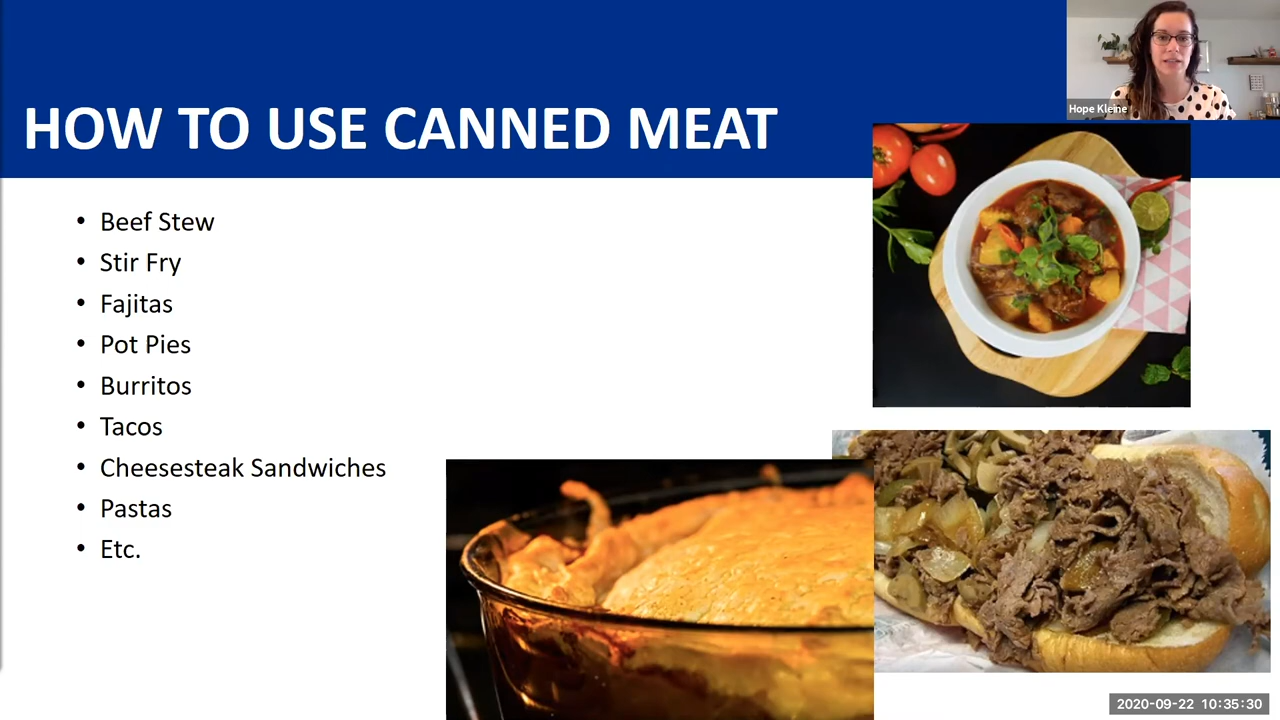 HOW TO USE CANNED MEAT
Hope Kleine
• Beef Stew
• Stir Fry
• Fajitas
• Pot Pies
• Burritos
• Tacos
• Cheesesteak Sandwiches
• Pastas
• Etc.
2020-09-22 10:35:30